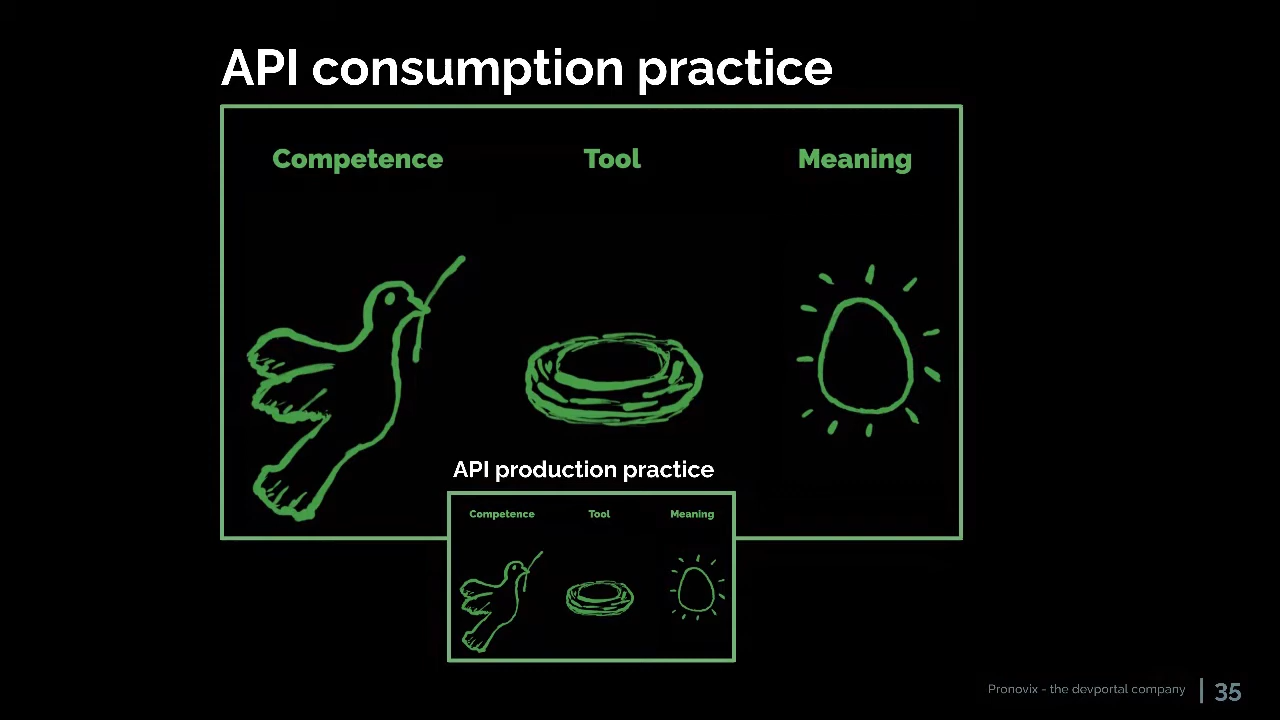 API consumption practice
Competence Tool Meaning
API production practice
Competence Tool Meaning
Pronovix - the devportal company | 35